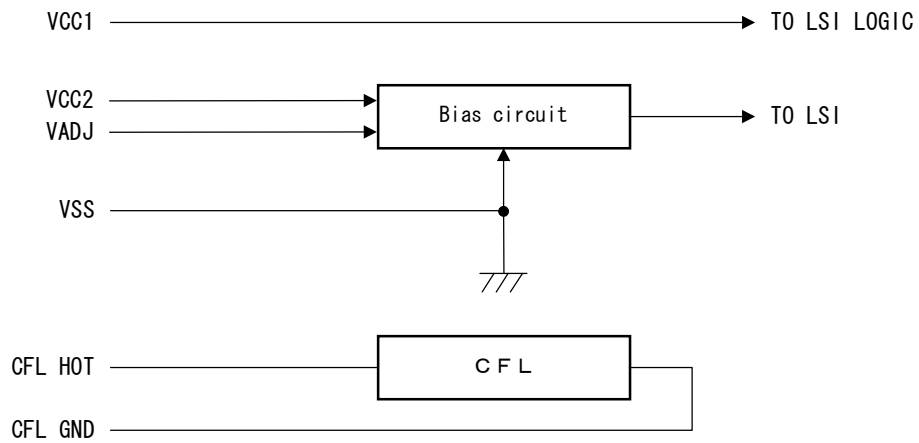 VCC1 TO LSI LOGIC
VCC2
Bias circuit TO LSI
VADJ
VSS
CFL HOT ＣＦＬ
CFL GND